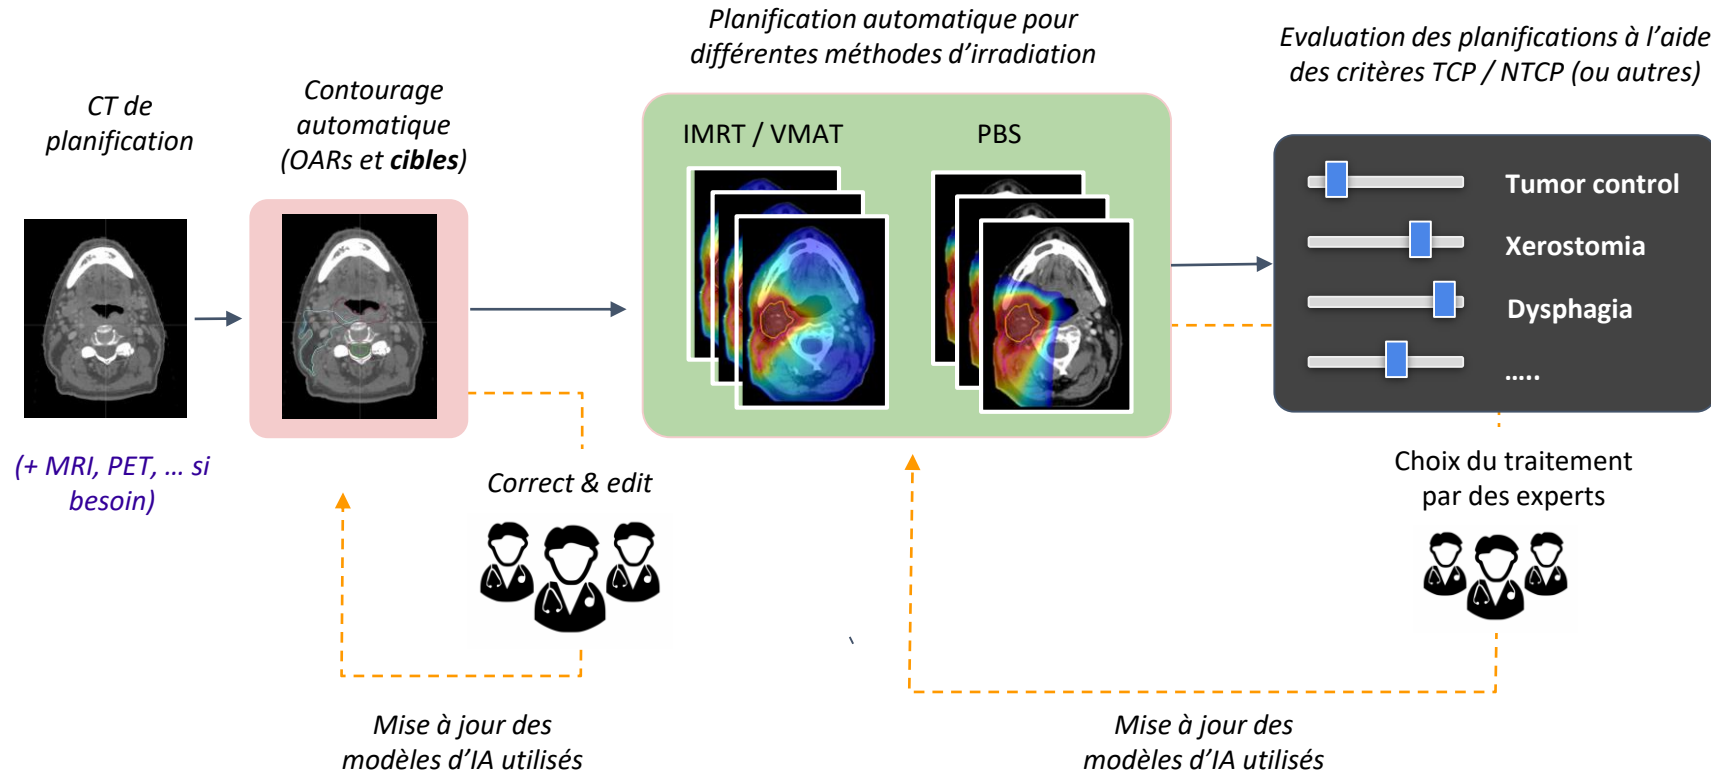 CT de
planification
(+ MRI, PET, … si
besoin)
Contourage
automatique
(OARs et cibles)
Correct & edit
Mise à jour des
modèles d’IA utilisés
Planification automatique pour
différentes méthodes d’irradiation
IMRT / VMAT
PBS
Evaluation des planifications à l’aide
des critères TCP / NTCP (ou autres)
Tumor control
Xerostomia
Dysphagia
…..
Choix du traitement
par des experts
Mise à jour des
modèles d’IA utilisés